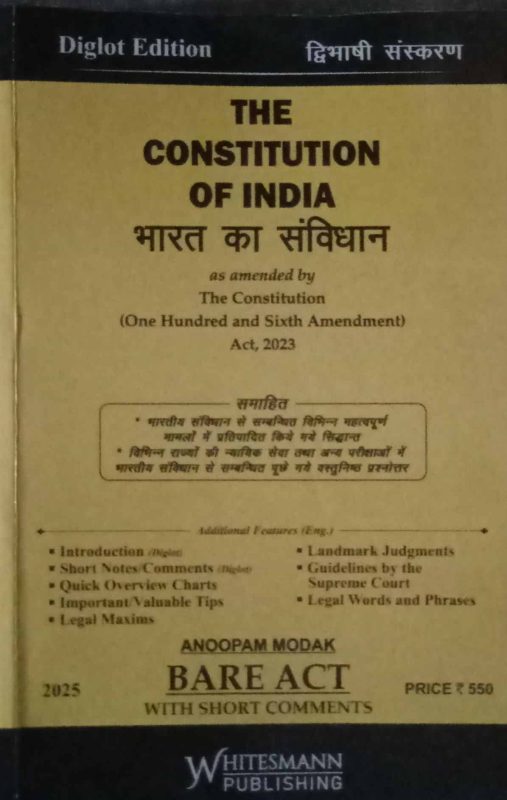 Diglot Edition द्विभाषी संस्करण
THE
CONSTITUTION
OF INDIA
भारत का संविधान
as amended by
The Constitution
(One Hundred and Sixth Amendment)
Act, 2023
समाहित
* भारतीय संविधान से सम्बन्धित विभिन्न महत्वपूर्ण
मामलों में प्रतिपादित किये गये सिद्धान्त
* विभिन्न राज्यों की न्यायिक सेवा तथा अन्य परीक्षाओं में
भारतीय संविधान से सम्बन्धित पूछे गये वस्तुनिष्ठ प्रश्नोत्तर
Additional Features (Eng.)
▪ Introduction (Diglot)
▪ Short Notes/Comments (Diglot)
▪ Quick Overview Charts
▪ Important/Valuable Tips
▪ Legal Maxims
▪ Landmark Judgments
▪ Guidelines by the
Supreme Court
▪ Legal Words and Phrases
ANOOPAM MODAK
BARE ACT
2025 PRICE ₹ 550
WITH SHORT COMMENTS
WHITESMANN
PUBLISHING